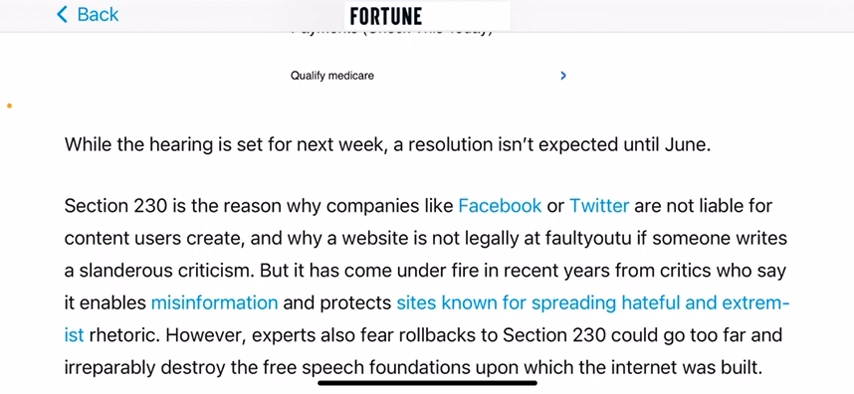 Back
FORTUNE
Qualify medicare
While the hearing is set for next week, a resolution isn't expected until June.
Section 230 is the reason why companies like Facebook or Twitter are not liable for
content users create, and why a website is not legally at faultyoutu if someone writes
a slanderous criticism. But it has come under fire in recent years from critics who say
it enables misinformation and protects sites known for spreading hateful and extrem-
ist rhetoric. However, experts also fear rollbacks to Section 230 could go too far and
irreparably destroy the free speech foundations upon which the internet was built.